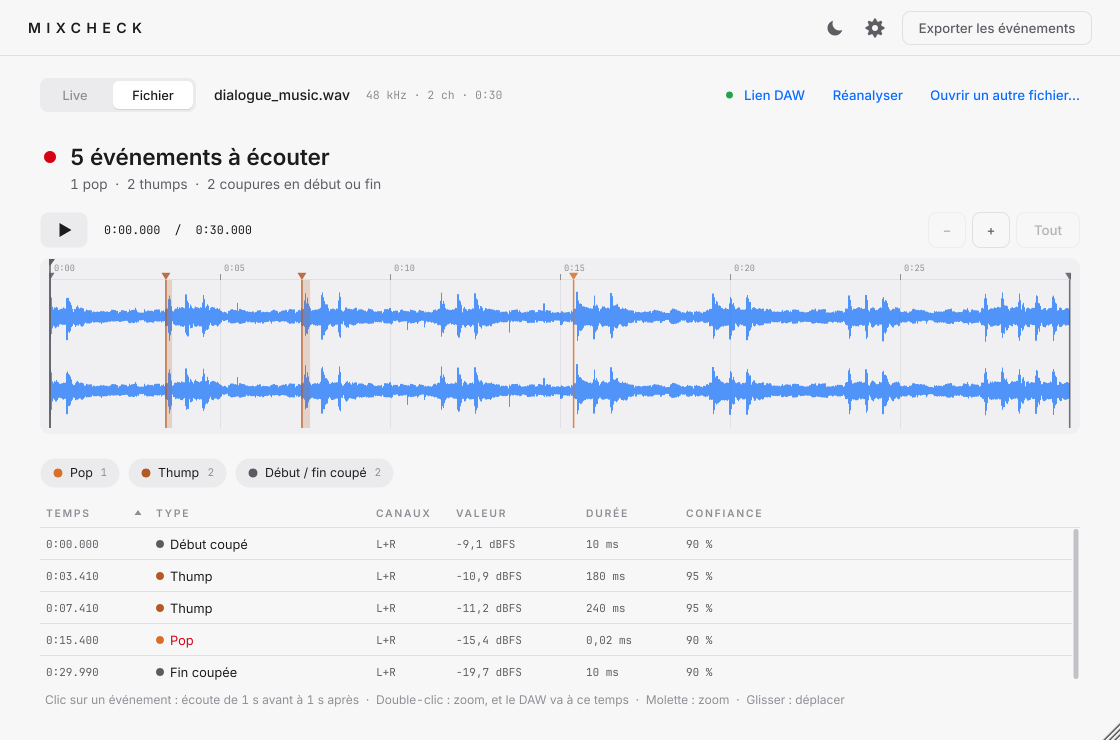 MIXCHECK
Exporter les événements
Live Fichier dialogue_music.wav 48 kHz · 2 ch · 0:30 Lien DAW Réanalyser Ouvrir un autre fichier...
5 événements à écouter
1 pop · 2 thumps · 2 coupures en début ou fin
0:00.000 / 0:30.000 − + Tout
0:00 0:05 0:10 0:15 0:20 0:25
Pop 1 Thump 2 Début / fin coupé 2
TEMPS TYPE CANAUX VALEUR DURÉE CONFIANCE
0:00.000 Début coupé L+R -9,1 dBFS 10 ms 90 %
0:03.410 Thump L+R -10,9 dBFS 180 ms 95 %
0:07.410 Thump L+R -11,2 dBFS 240 ms 95 %
0:15.400 Pop L+R -15,4 dBFS 0,02 ms 90 %
0:29.990 Fin coupée L+R -19,7 dBFS 10 ms 90 %
Clic sur un événement : écoute de 1 s avant à 1 s après · Double-clic : zoom, et le DAW va à ce temps · Molette : zoom · Glisser : déplacer